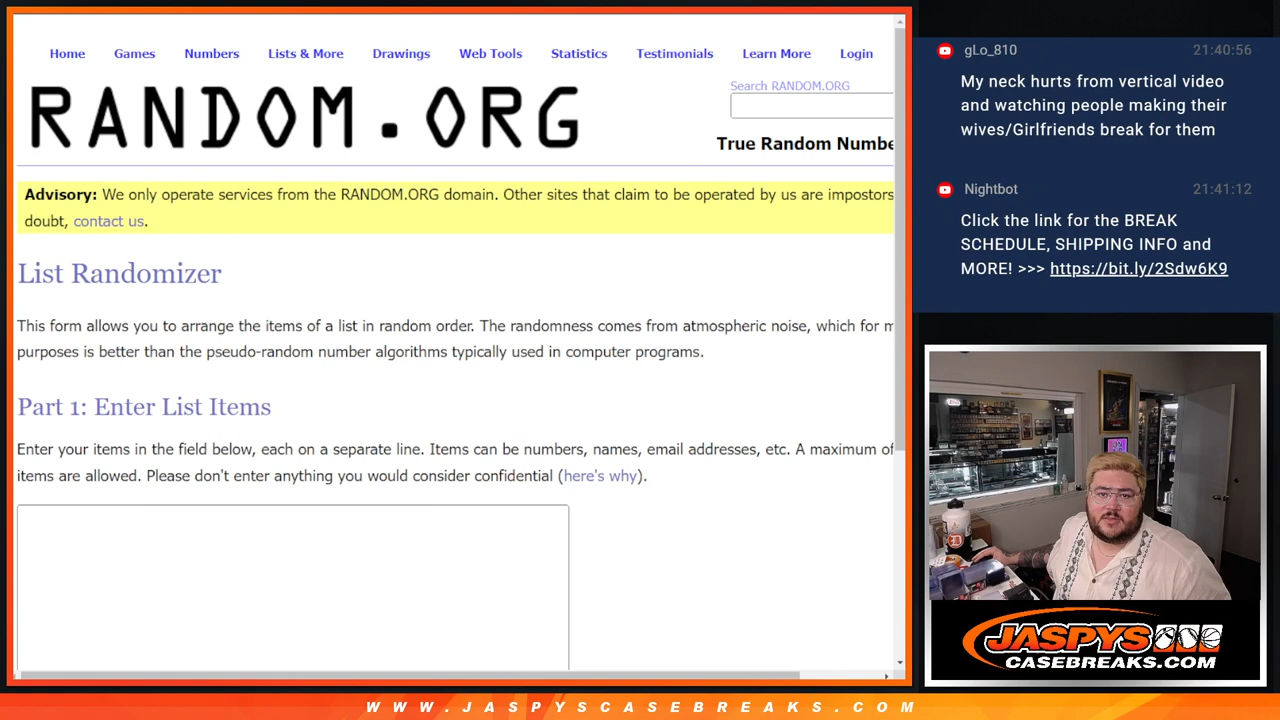 Home Games Numbers Lists & More Drawings Web Tools Statistics Testimonials Learn More Login
RANDOM.ORG
Search RANDOM.ORG
True Random Numbe
Advisory: We only operate services from the RANDOM.ORG domain. Other sites that claim to be operated by us are impostors
doubt, contact us.
List Randomizer
This form allows you to arrange the items of a list in random order. The randomness comes from atmospheric noise, which for m
purposes is better than the pseudo-random number algorithms typically used in computer programs.
Part 1: Enter List Items
Enter your items in the field below, each on a separate line. Items can be numbers, names, email addresses, etc. A maximum of
items are allowed. Please don't enter anything you would consider confidential (here's why).
gLo_810 21:40:56
My neck hurts from vertical video
and watching people making their
wives/Girlfriends break for them
Nightbot 21:41:12
Click the link for the BREAK
SCHEDULE, SHIPPING INFO and
MORE! >>> https://bit.ly/2Sdw6K9
JASPYS
CASEBREAKS.COM
WWW.JASPYSCASEBREAKS.COM